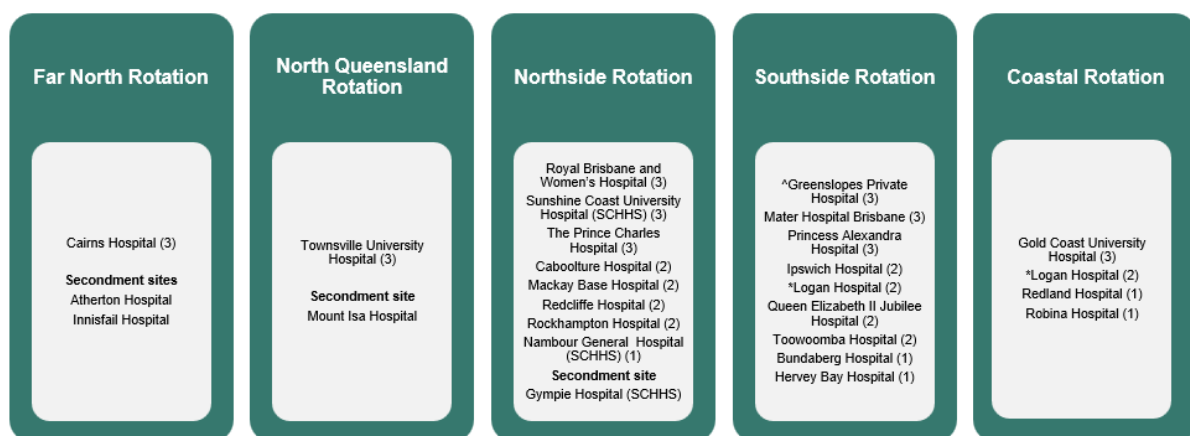 Far North Rotation
Cairns Hospital (3)
Secondment sites
Atherton Hospital
Innisfail Hospital
North Queensland
Rotation
Townsville University
Hospital (3)
Secondment site
Mount Isa Hospital
Northside Rotation
Royal Brisbane and
Women's Hospital (3)
Sunshine Coast University
Hospital (SCHHS) (3)
The Prince Charles
Hospital (3)
Caboolture Hospital (2)
Mackay Base Hospital (2)
Redcliffe Hospital (2)
Rockhampton Hospital (2)
Nambour General Hospital
(SCHHS) (1)
Secondment site
Gympie Hospital (SCHHS)
Southside Rotation
^Greenslopes Private
Hospital (3)
Mater Hospital Brisbane (3)
Princess Alexandra
Hospital (3)
Ipswich Hospital (2)
*Logan Hospital (2)
Queen Elizabeth II Jubilee
Hospital (2)
Toowoomba Hospital (2)
Bundaberg Hospital (1)
Hervey Bay Hospital (1)
Coastal Rotation
Gold Coast University
Hospital (3)
*Logan Hospital (2)
Redland Hospital (1)
Robina Hospital (1)